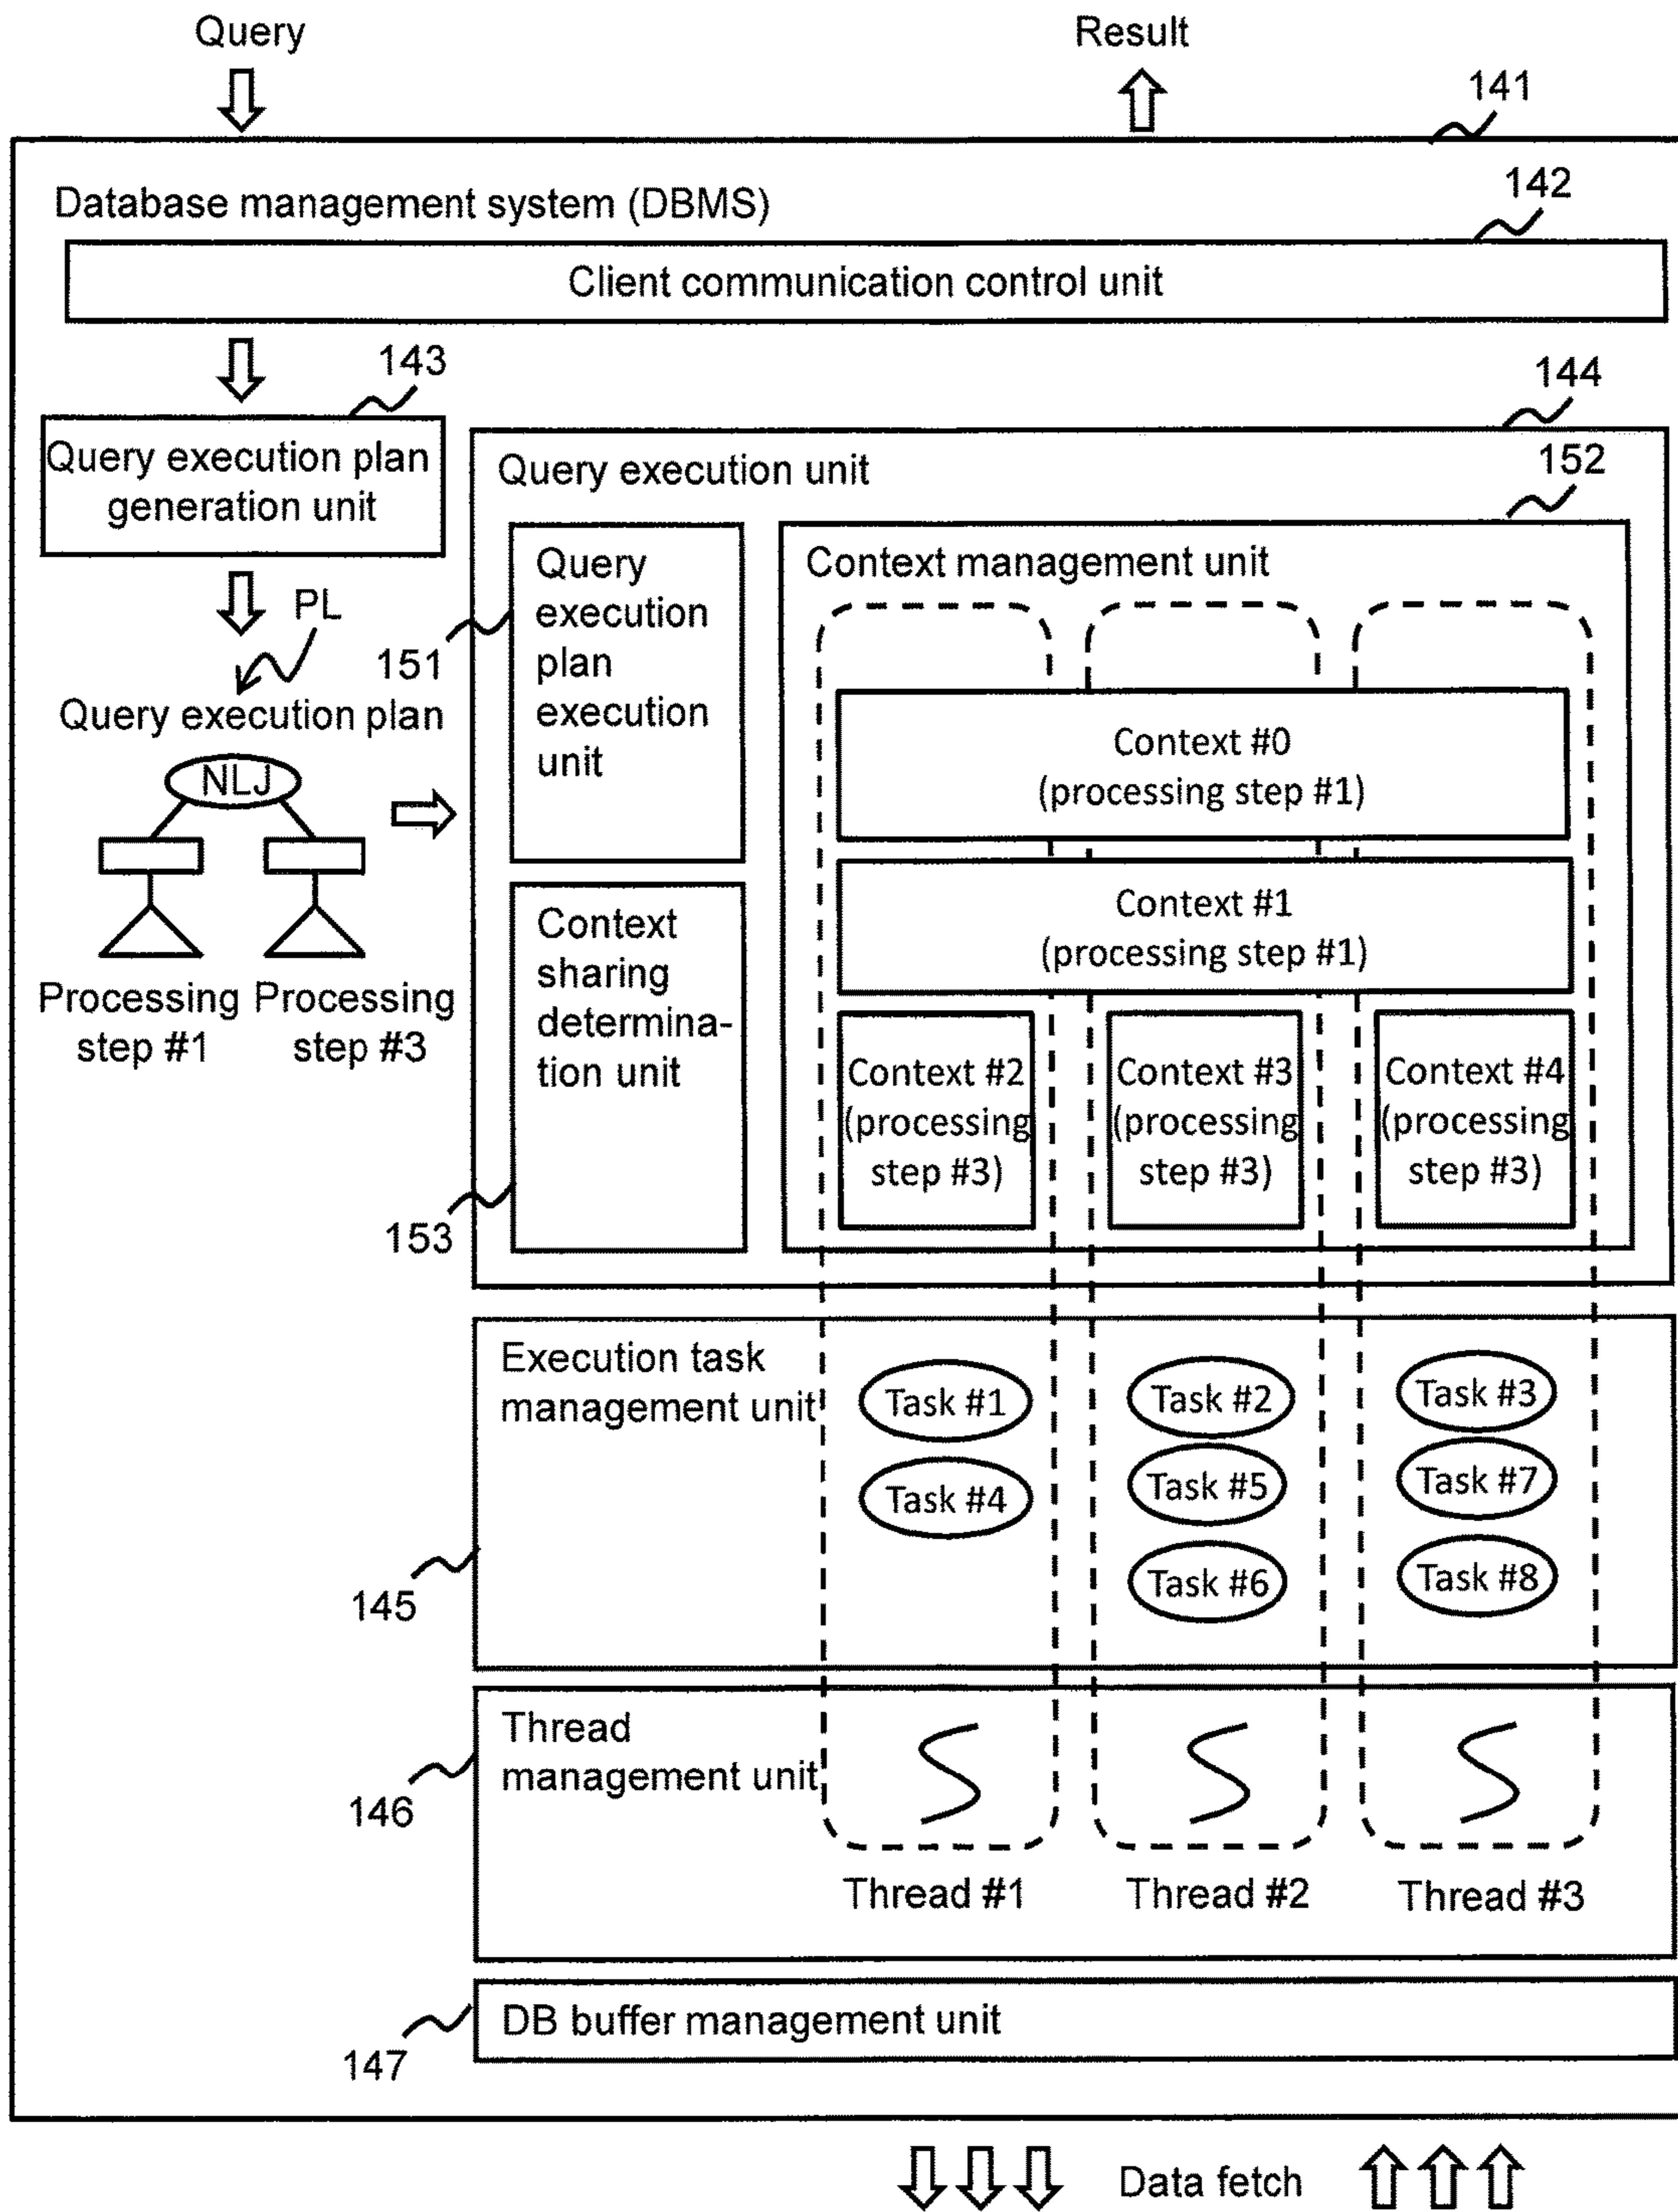 Query
Result
141
Database management system (DBMS)
142
Client communication control unit
143
Query execution plan
generation unit
PL
Query execution plan
NLJ
Processing
step #1
Processing
step #3
144
Query execution unit
151
Query
execution
plan
execution
unit
153
Context
sharing
determina-
tion unit
152
Context management unit
Context #0
(processing step #1)
Context #1
(processing step #1)
Context #2
(processing
step #3)
Context #3
(processing
step #3)
Context #4
(processing
step #3)
145
Execution task
management unit
Task #1
Task #4
Task #2
Task #5
Task #6
Task #3
Task #7
Task #8
146
Thread
management unit
Thread #1
Thread #2
Thread #3
147
DB buffer management unit
Data fetch